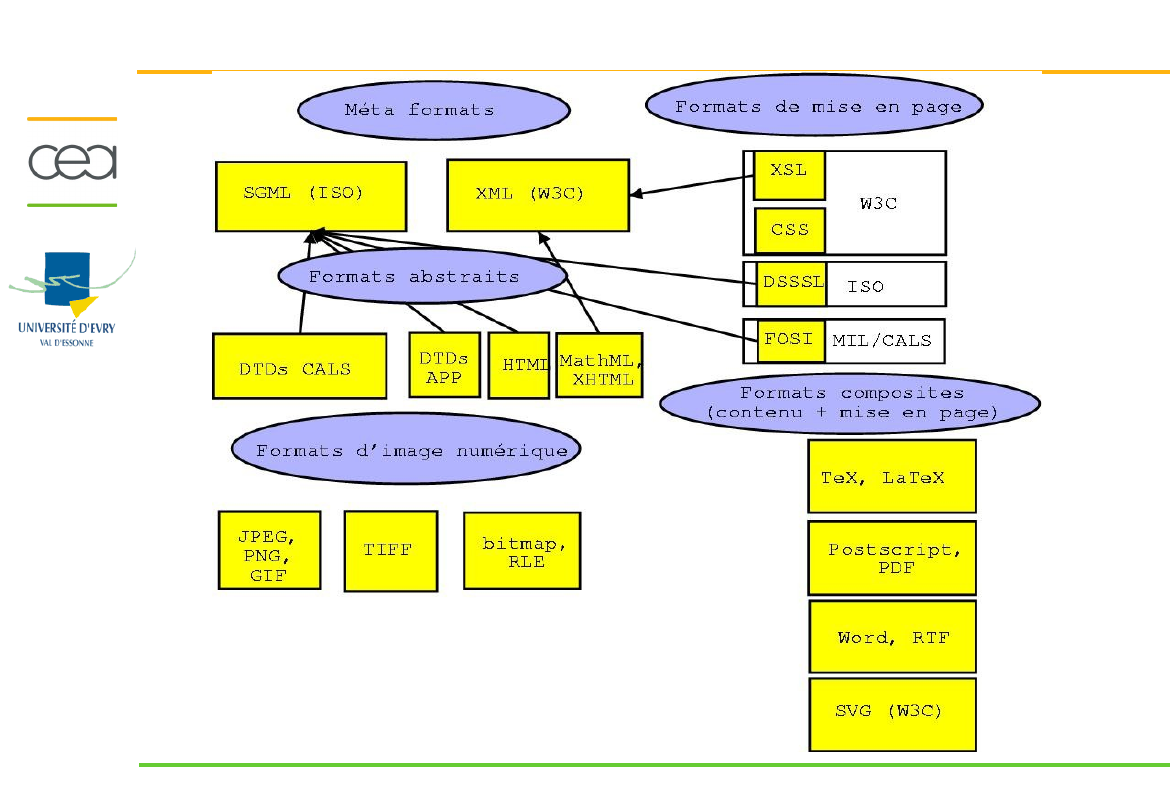 cea
UNIVERSITÉ D'EVRY
VAL D'ESSONNE
Méta formats
SGML (ISO)
XML (W3C)
Formats abstraits
DTDs CALS
DTDs
APP
HTML
MathML,
XHTML
Formats d'image numérique
JPEG,
PNG,
GIF
TIFF
bitmap,
RLE
Formats de mise en page
XSL
CSS
W3C
DSSSL
ISO
FOSI
MIL/CALS
Formats composites
(contenu + mise en page)
TeX, LaTeX
Postscript,
PDF
Word, RTF
SVG (W3C)